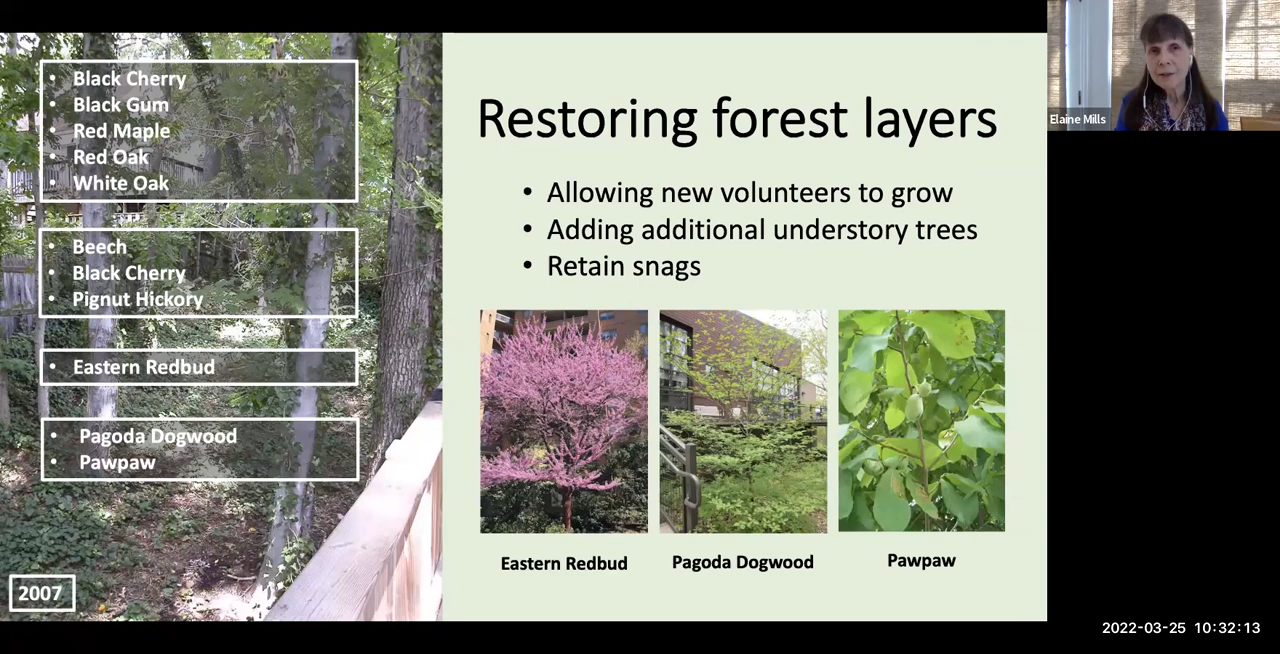 • Black Cherry
• Black Gum
• Red Maple
• Red Oak
• White Oak
• Beech
• Black Cherry
• Pignut Hickory
• Eastern Redbud
• Pagoda Dogwood
• Pawpaw
2007
Restoring forest layers
• Allowing new volunteers to grow
• Adding additional understory trees
• Retain snags
Eastern Redbud
Pagoda Dogwood
Pawpaw
Elaine Mills
2022-03-25 10:32:13